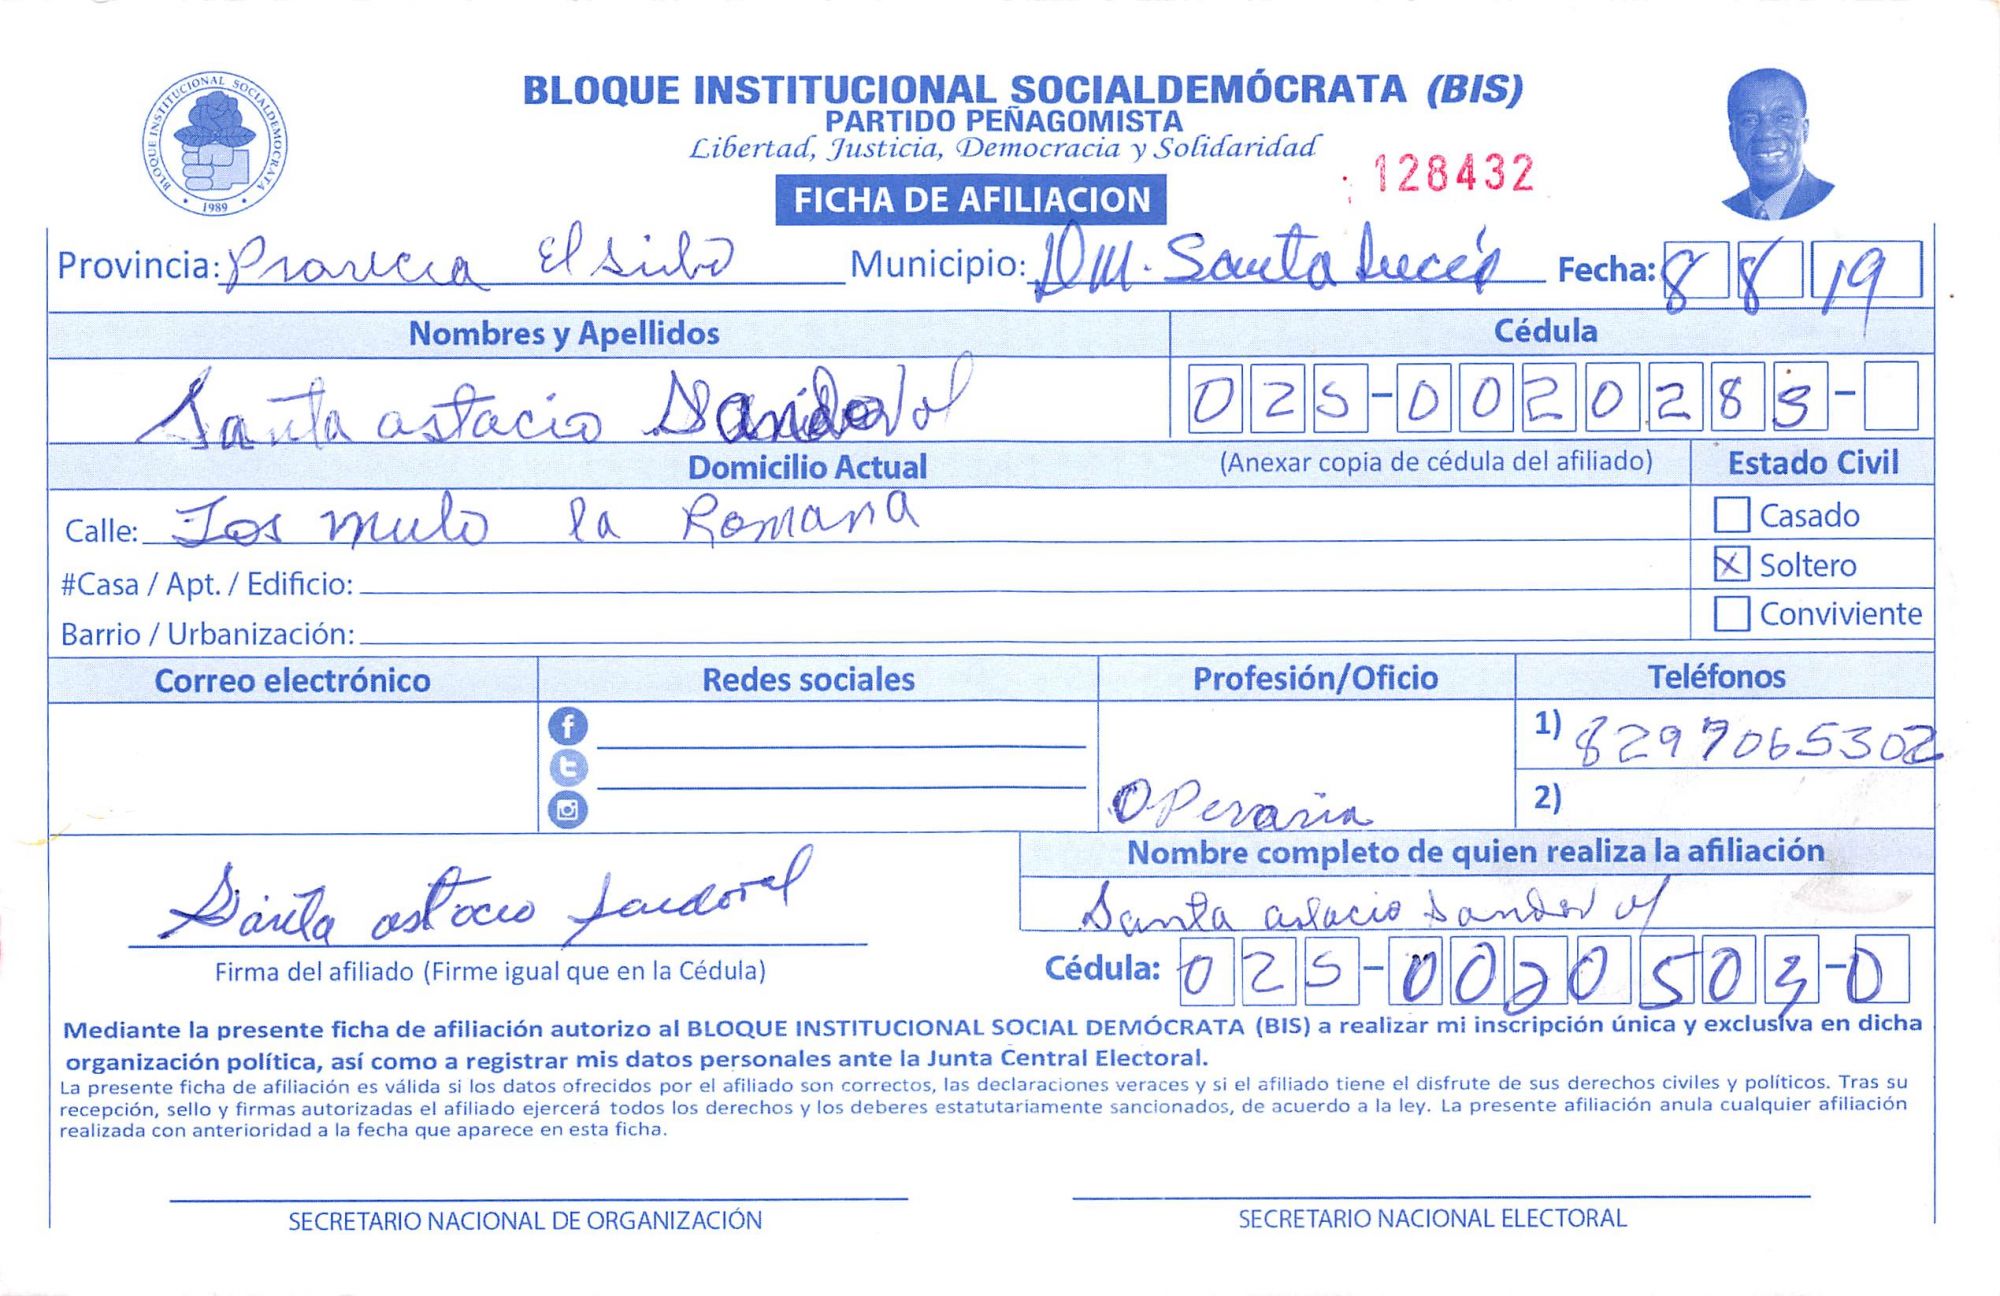 BLOQUE INSTITUCIONAL SOCIALDEMÓCRATA (BIS)
PARTIDO PEÑAGOMISTA
Libertad, Justicia, Democracia y Solidaridad
128432
FICHA DE AFILIACION
BLOQUE INSTITUCIONAL SOCIALDEMOCRATA
1989
Provincia: El Municipio: DM. Santa Fecha: 8 8 19
Nombres y Apellidos Cédula
Santa astacio Sandoval 025-0020283-
Domicilio Actual (Anexar copia de cédula del afiliado) Estado Civil
Calle: Los mulo la Romana Casado
#Casa / Apt. / Edificio: X Soltero
Barrio / Urbanización: Conviviente
Correo electrónico Redes sociales Profesión/Oficio Teléfonos
1) 8297065302
Operaria 2)
Nombre completo de quien realiza la afiliación
Santa astacio Sandoval
Santa astacio Sandoval
Firma del afiliado (Firme igual que en la Cédula) Cédula: 025-0020503-0
Mediante la presente ficha de afiliación autorizo al BLOQUE INSTITUCIONAL SOCIAL DEMÓCRATA (BIS) a realizar mi inscripción única y exclusiva en dicha
organización política, así como a registrar mis datos personales ante la Junta Central Electoral.
La presente ficha de afiliación es válida si los datos ofrecidos por el afiliado son correctos, las declaraciones veraces y si el afiliado tiene el disfrute de sus derechos civiles y políticos. Tras su
recepción, sello y firmas autorizadas el afiliado ejercerá todos los derechos y los deberes estatutariamente sancionados, de acuerdo a la ley. La presente afiliación anula cualquier afiliación
realizada con anterioridad a la fecha que aparece en esta ficha.
SECRETARIO NACIONAL DE ORGANIZACIÓN SECRETARIO NACIONAL ELECTORAL